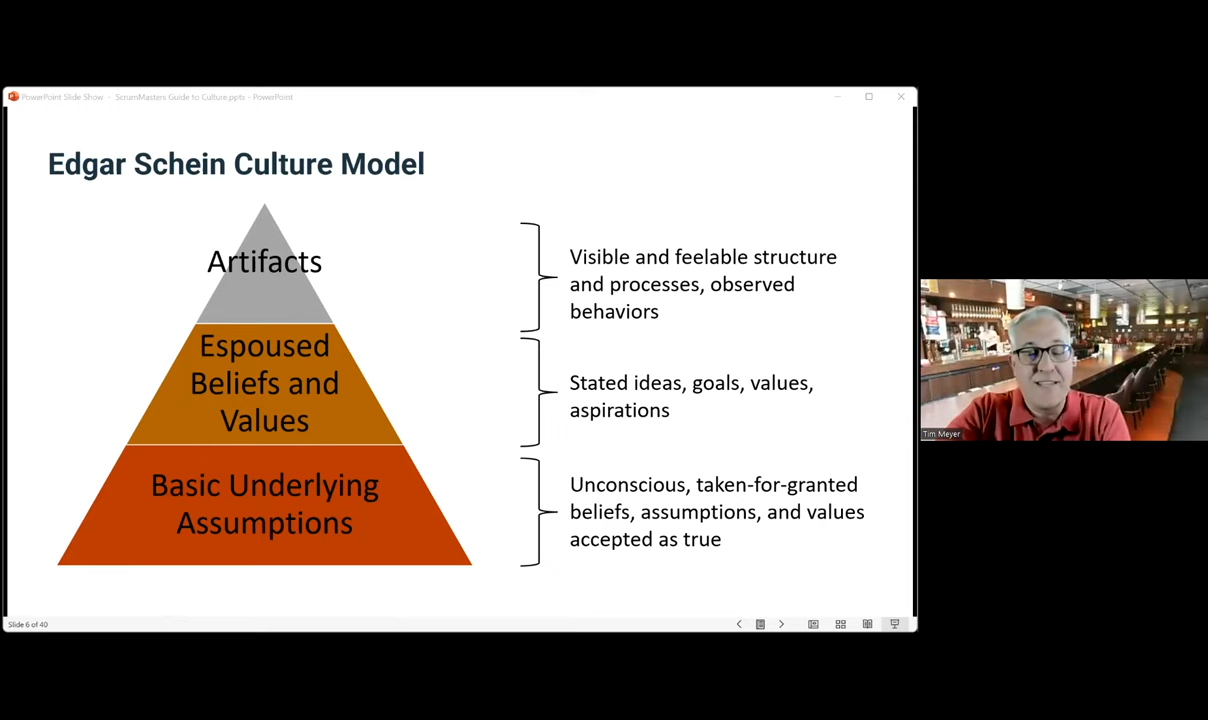 PowerPoint Slide Show - ScrumMasters Guide to Culture.ppts - PowerPoint
Edgar Schein Culture Model
Artifacts
Visible and feelable structure
and processes, observed
behaviors
Espoused
Beliefs and
Values
Stated ideas, goals, values,
aspirations
Basic Underlying
Assumptions
Unconscious, taken-for-granted
beliefs, assumptions, and values
accepted as true
Tim Meyer
Slide 6 of 40